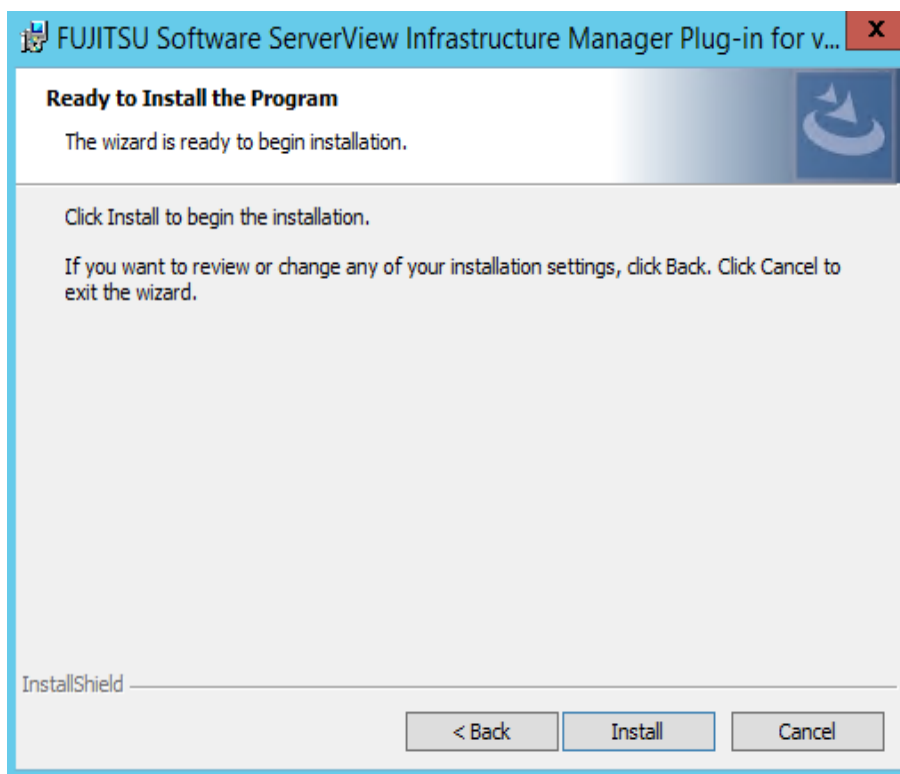 FUJITSU Software ServerView Infrastructure Manager Plug-in for v...
x
Ready to Install the Program
The wizard is ready to begin installation.
Click Install to begin the installation.
If you want to review or change any of your installation settings, click Back. Click Cancel to
exit the wizard.
InstallShield
< Back
Install
Cancel